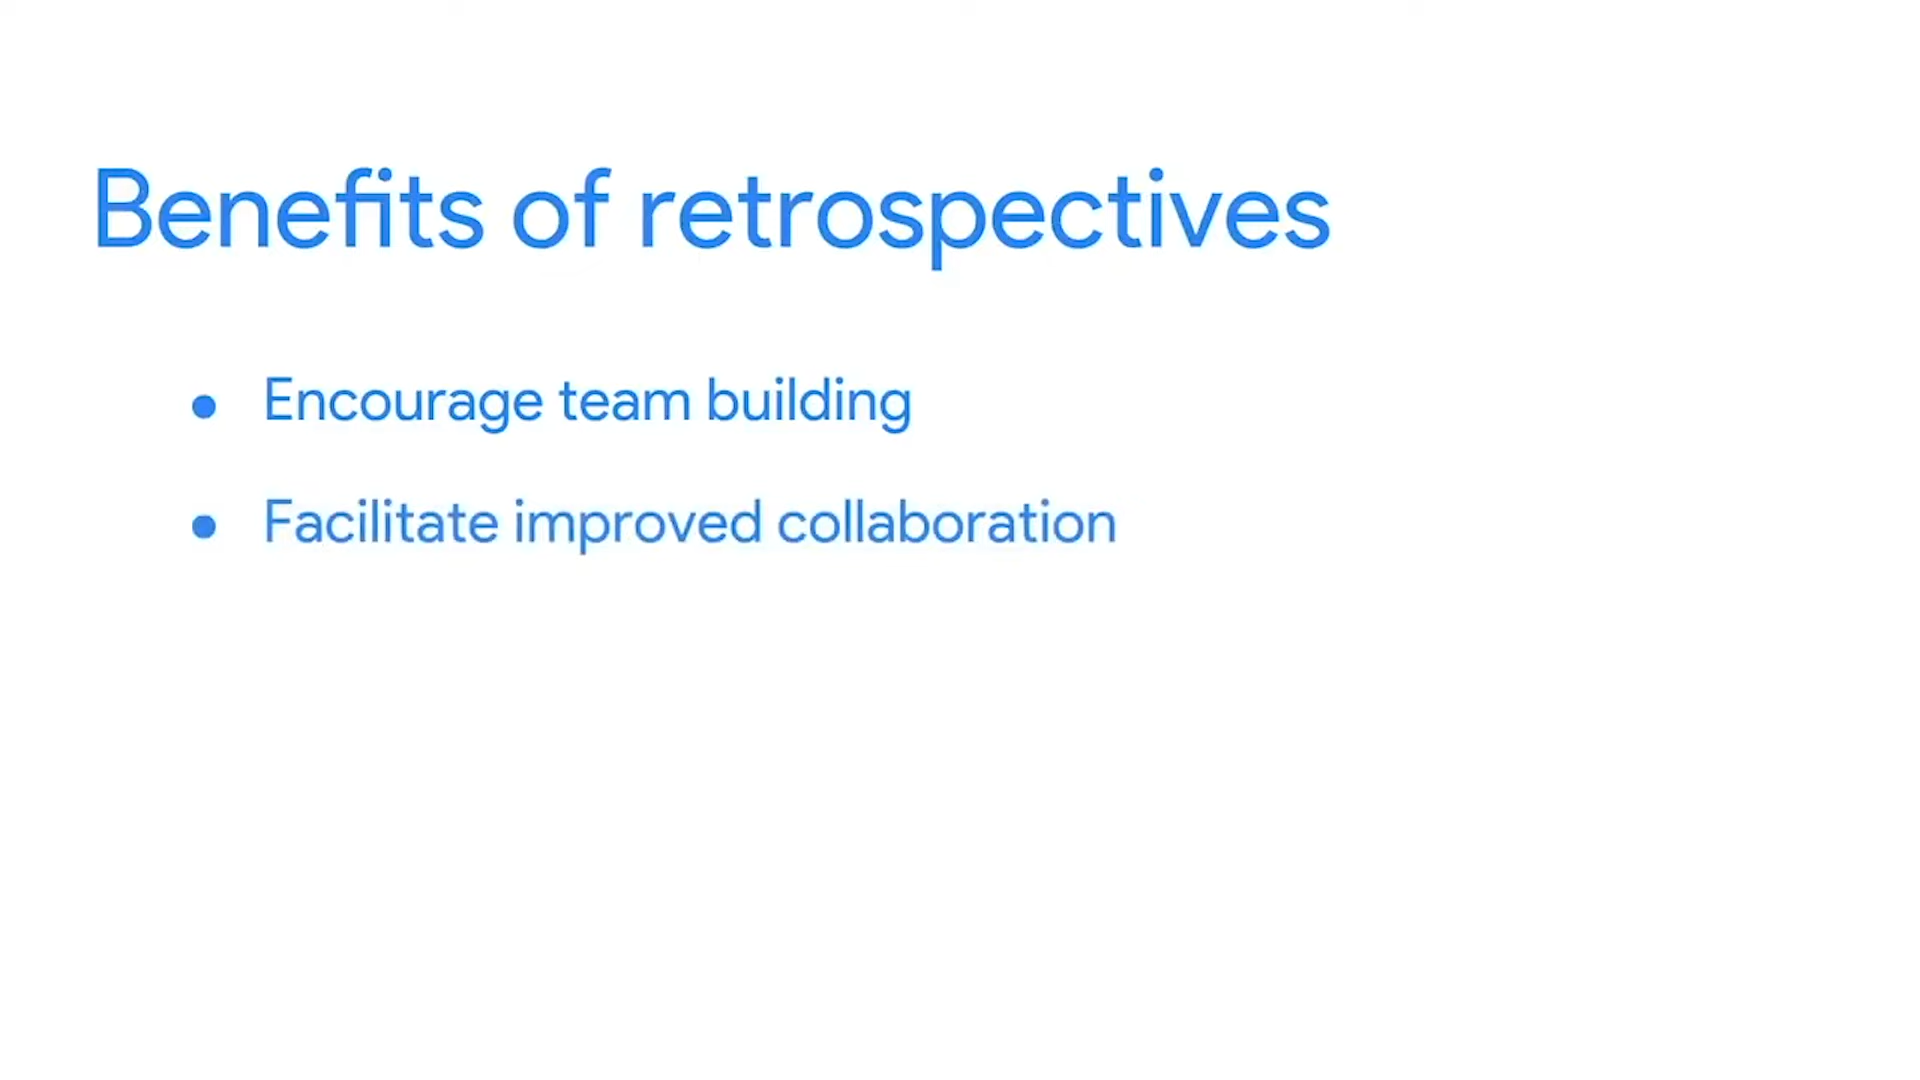 Benefits of retrospectives
• Encourage team building
• Facilitate improved collaboration